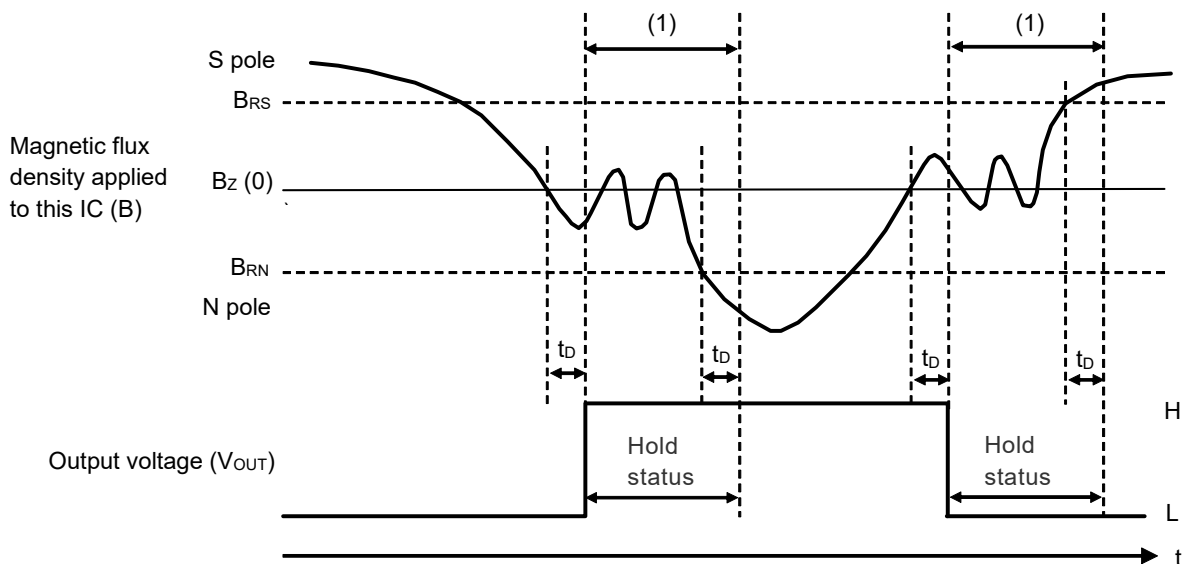 (1)
(1)
S pole
BRS
Magnetic flux
density applied
to this IC (B)
BZ (0)
BRN
N pole
tD
tD
tD
tD
H
Output voltage (VOUT)
Hold
status
Hold
status
L
t